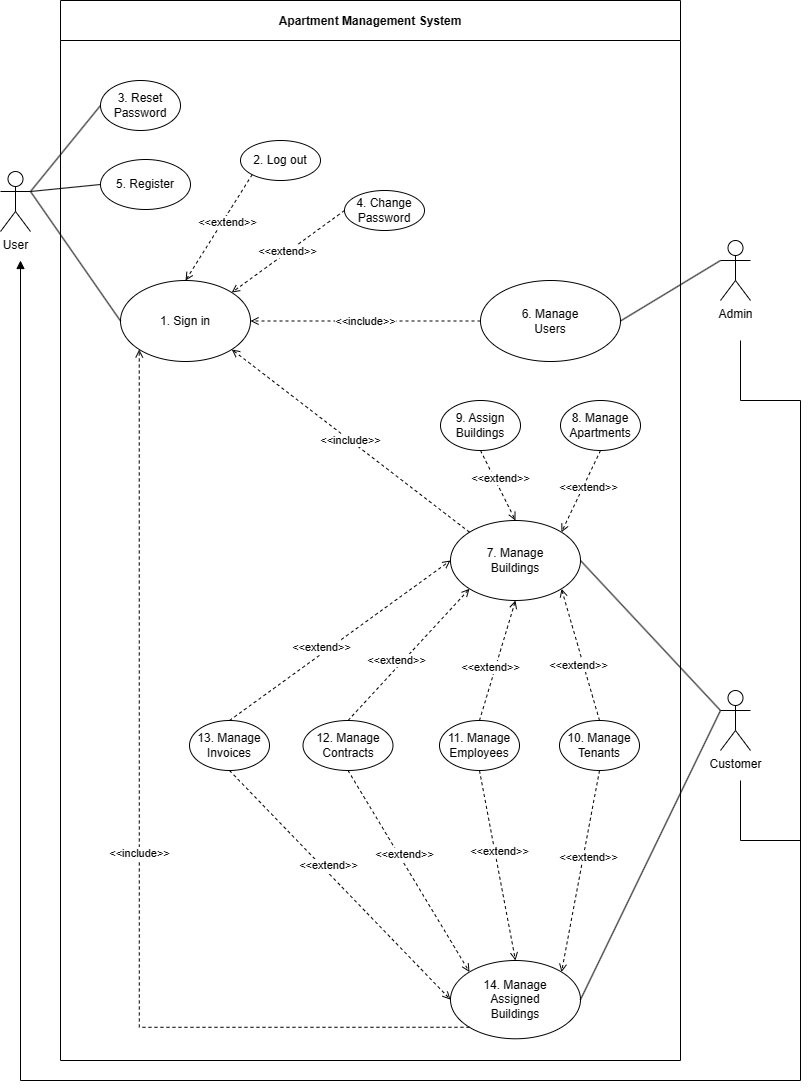 Apartment Management System
3. Reset
Password
2. Log out
5. Register
4. Change
Password
<<extend>>
User
<<extend>>
Admin
1. Sign in
<<include>>
6. Manage
Users
9. Assign
Buildings
8. Manage
Apartments
<<include>>
<<extend>>
<<extend>>
7. Manage
Buildings
<<extend>>
<<extend>>
<<extend>>
<<extend>>
13. Manage
Invoices
12. Manage
Contracts
11. Manage
Employees
10. Manage
Tenants
Customer
<<include>>
<<extend>>
<<extend>>
<<extend>>
<<extend>>
14. Manage
Assigned
Buildings